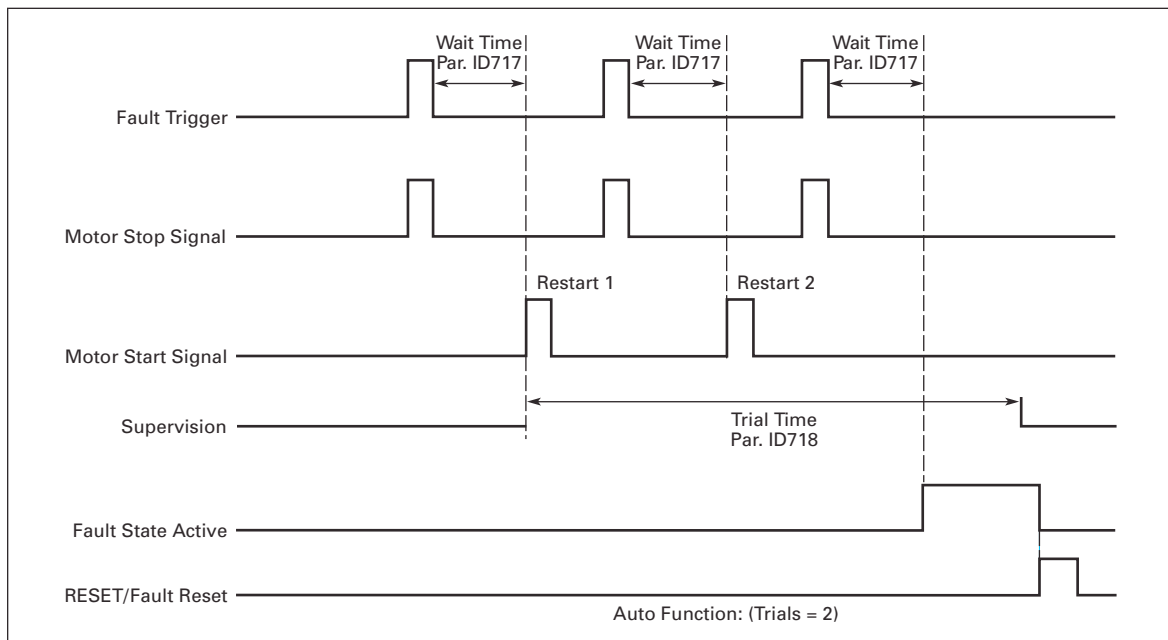 Wait Time
Par. ID717
Wait Time
Par. ID717
Wait Time
Par. ID717
Fault Trigger
Motor Stop Signal
Restart 1
Restart 2
Motor Start Signal
Supervision
Trial Time
Par. ID718
Fault State Active
RESET/Fault Reset
Auto Function: (Trials = 2)